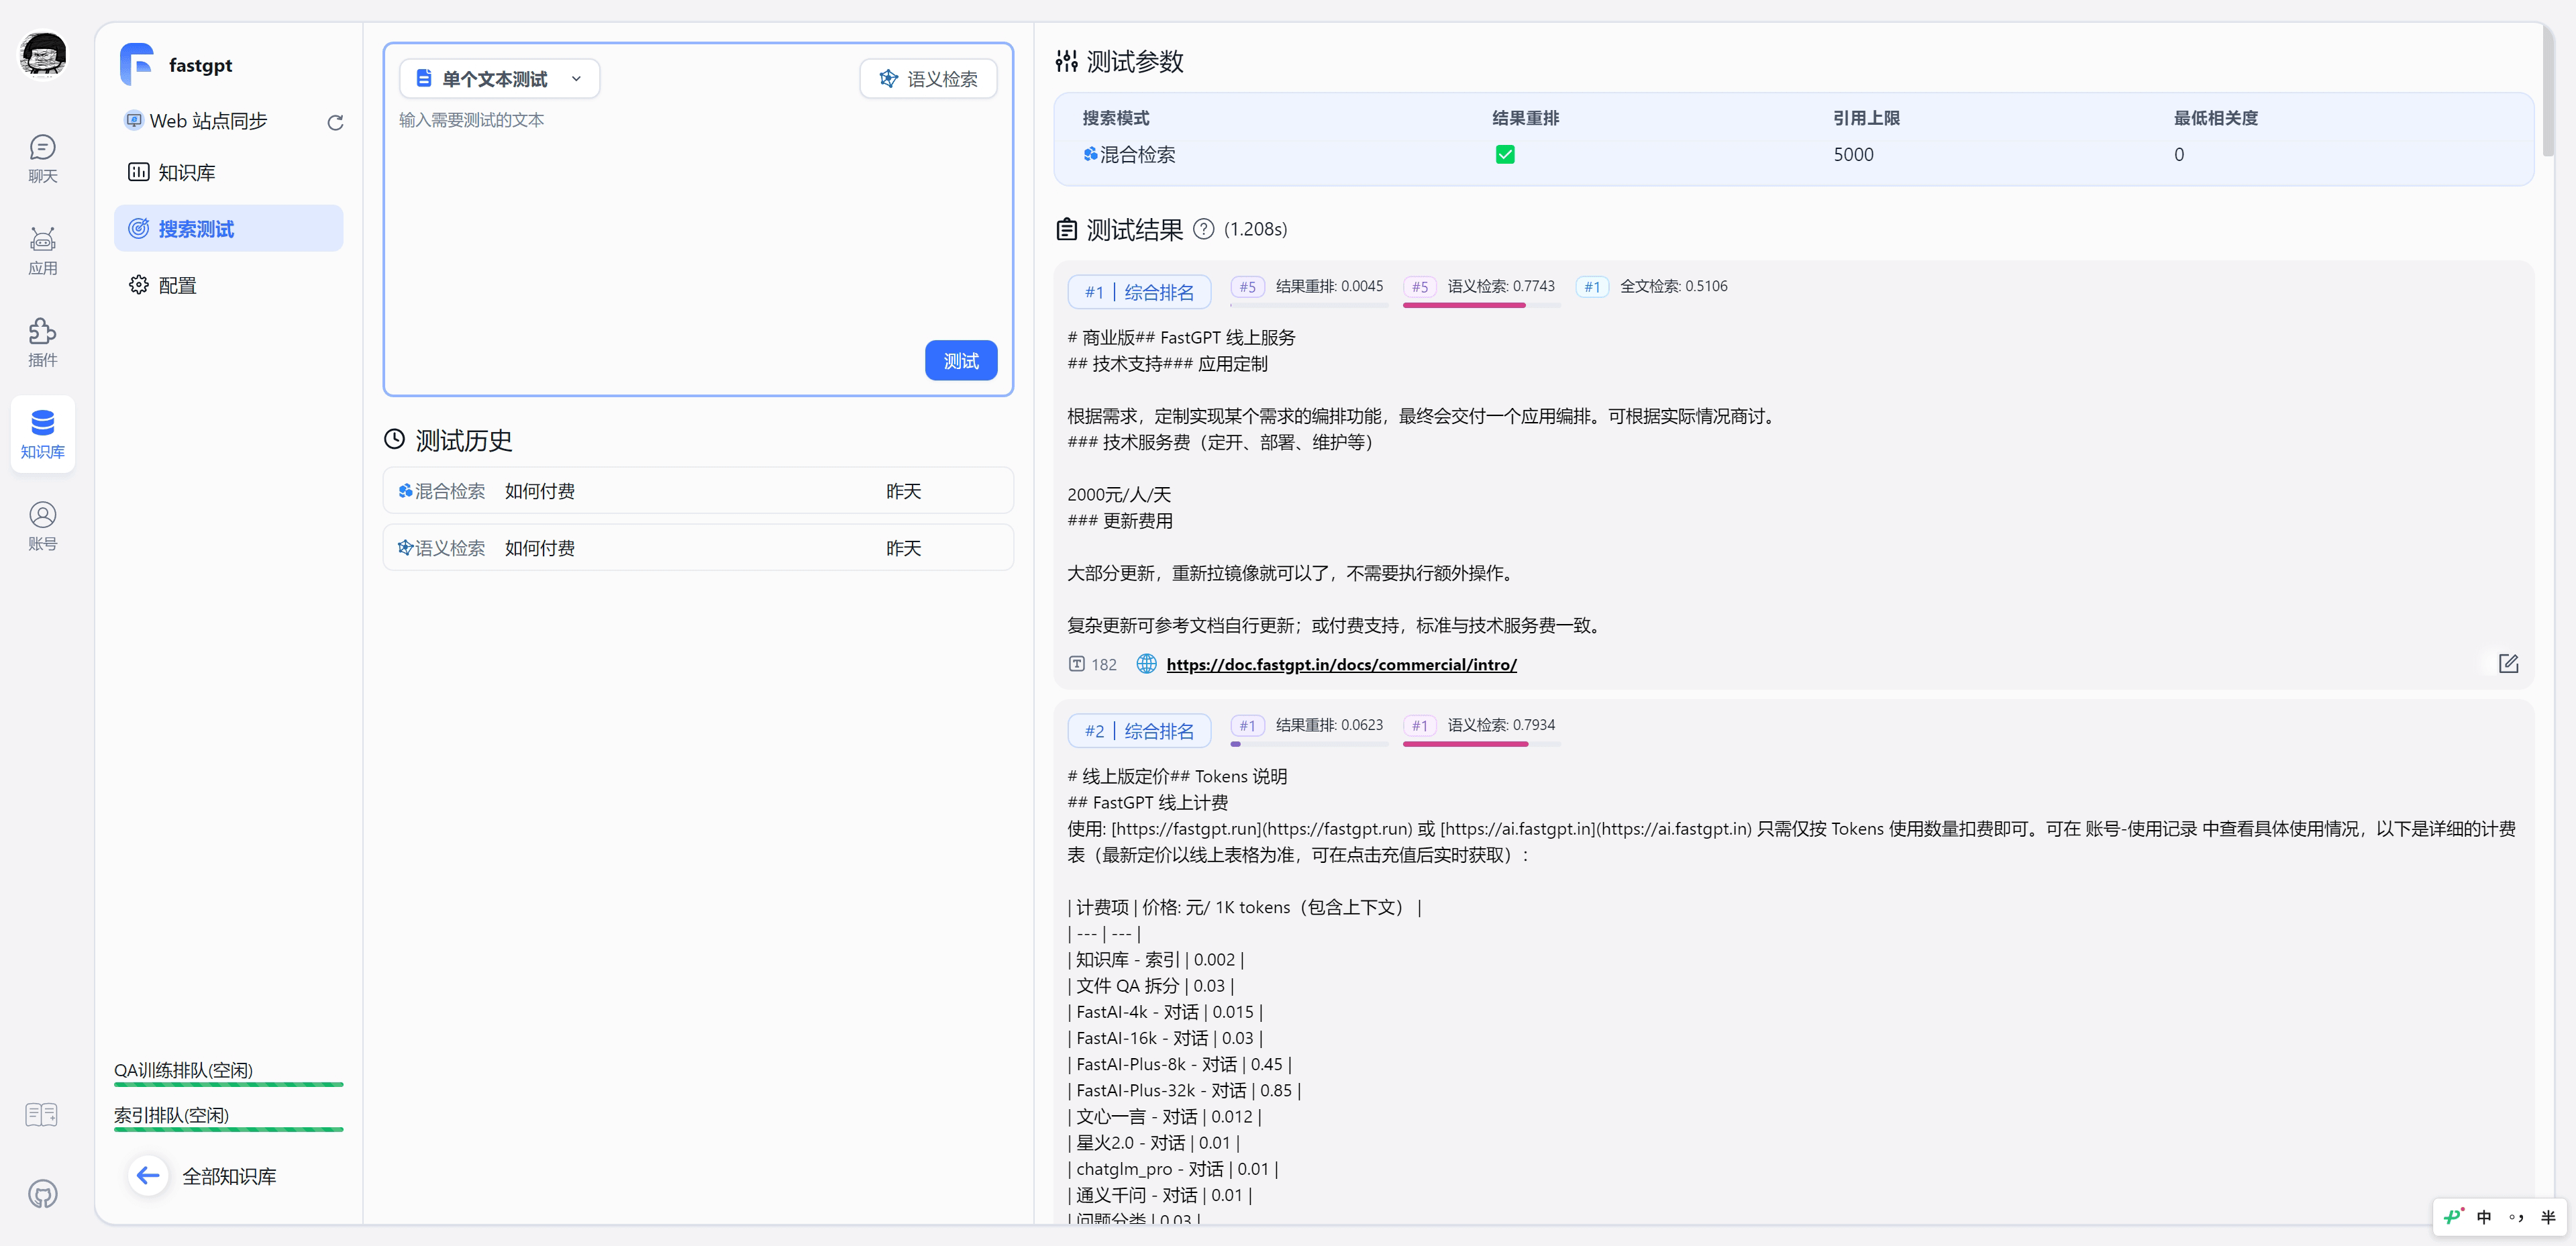 聊天
应用
插件
知识库
账号
fastgpt
Web 站点同步
知识库
搜索测试
配置
QA训练排队(空闲)
索引排队(空闲)
全部知识库
单个文本测试
语义检索
输入需要测试的文本
测试
测试历史
混合检索 如何付费 昨天
语义检索 如何付费 昨天
测试参数
搜索模式 结果重排 引用上限 最低相关度
混合检索 5000 0
测试结果 (1.208s)
#1 | 综合排名 #5 结果重排: 0.0045 #5 语义检索: 0.7743 #1 全文检索: 0.5106
# 商业版## FastGPT 线上服务
## 技术支持### 应用定制
根据需求，定制实现某个需求的编排功能，最终会交付一个应用编排。可根据实际情况商讨。
### 技术服务费（定开、部署、维护等）
2000元/人/天
### 更新费用
大部分更新，重新拉镜像就可以了，不需要执行额外操作。
复杂更新可参考文档自行更新；或付费支持，标准与技术服务费一致。
182 https://doc.fastgpt.in/docs/commercial/intro/
#2 | 综合排名 #1 结果重排: 0.0623 #1 语义检索: 0.7934
# 线上版定价## Tokens 说明
## FastGPT 线上计费
使用: [https://fastgpt.run](https://fastgpt.run) 或 [https://ai.fastgpt.in](https://ai.fastgpt.in) 只需仅按 Tokens 使用数量扣费即可。可在 账号-使用记录 中查看具体使用情况，以下是详细的计费
表（最新定价以线上表格为准，可在点击充值后实时获取）:
| 计费项 | 价格: 元/ 1K tokens（包含上下文） |
| --- | --- |
| 知识库 - 索引 | 0.002 |
| 文件 QA 拆分 | 0.03 |
| FastAI-4k - 对话 | 0.015 |
| FastAI-16k - 对话 | 0.03 |
| FastAI-Plus-8k - 对话 | 0.45 |
| FastAI-Plus-32k - 对话 | 0.85 |
| 文心一言 - 对话 | 0.012 |
| 星火2.0 - 对话 | 0.01 |
| chatglm_pro - 对话 | 0.01 |
| 通义千问 - 对话 | 0.01 |
| 问题分类 | 0.03 |
中 °, 半